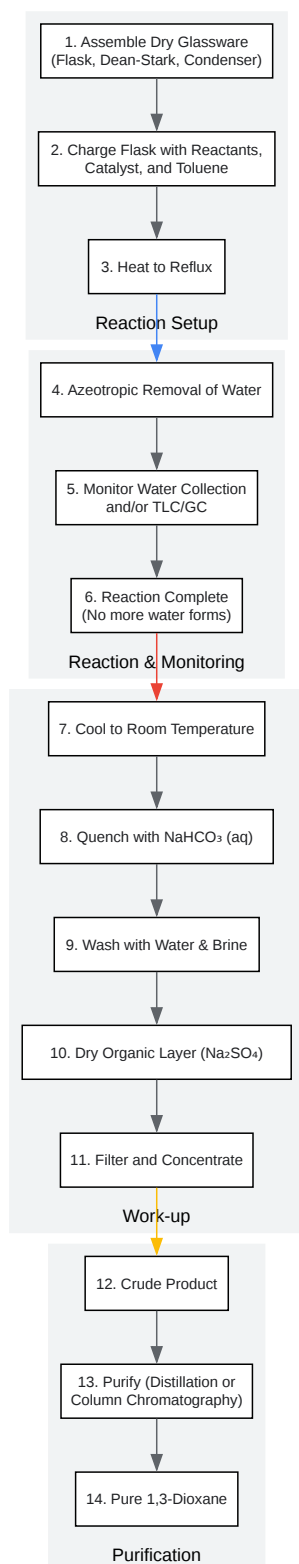 1. Assemble Dry Glassware
(Flask, Dean-Stark, Condenser)
2. Charge Flask with Reactants,
Catalyst, and Toluene
3. Heat to Reflux
Reaction Setup
4. Azeotropic Removal of Water
5. Monitor Water Collection
and/or TLC/GC
6. Reaction Complete
(No more water forms)
Reaction & Monitoring
7. Cool to Room Temperature
8. Quench with NaHCO₃ (aq)
9. Wash with Water & Brine
10. Dry Organic Layer (Na₂SO₄)
11. Filter and Concentrate
Work-up
12. Crude Product
13. Purify (Distillation or
Column Chromatography)
14. Pure 1,3-Dioxane
Purification